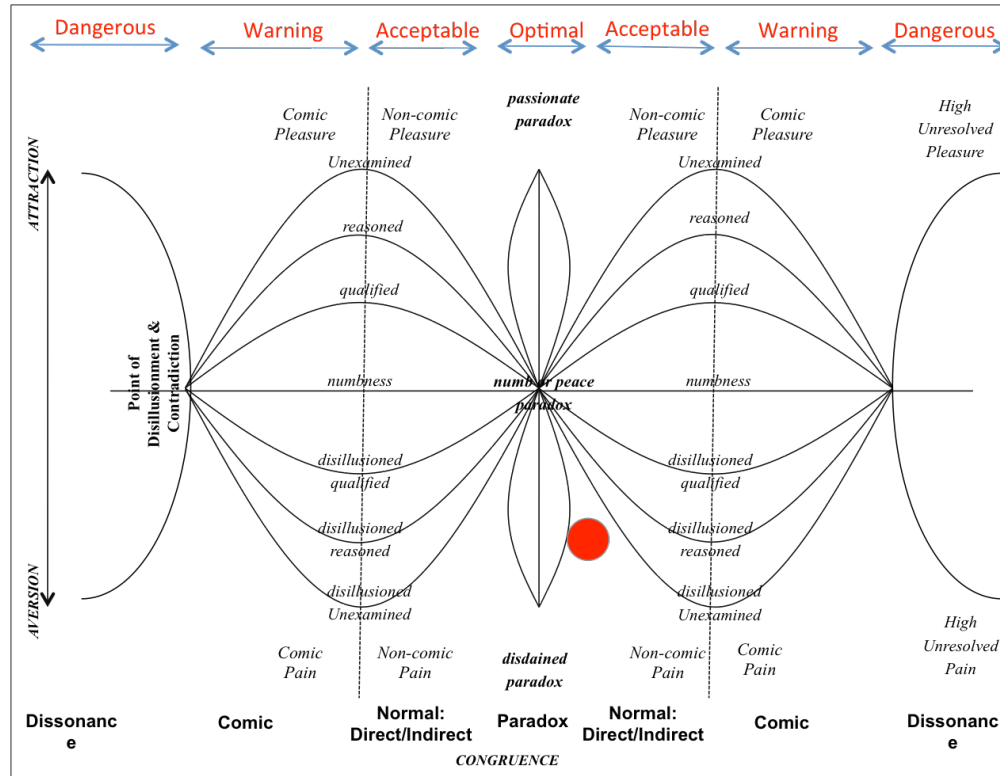 Dangerous
Warning
Acceptable
Optimal
Acceptable
Warning
Dangerous
ATTRACTION
AVERSION
Comic
Pleasure
Non-comic
Pleasure
passionate
paradox
Non-comic
Pleasure
Comic
Pleasure
High
Unresolved
Pleasure
Unexamined
reasoned
qualified
Unexamined
reasoned
qualified
Point of
Disillusionment &
Contradiction
numbness
numb or peace
paradox
numbness
disillusioned
qualified
disillusioned
reasoned
disillusioned
Unexamined
disillusioned
qualified
disillusioned
reasoned
disillusioned
Unexamined
Comic
Pain
Non-comic
Pain
disdained
paradox
Non-comic
Pain
Comic
Pain
High
Unresolved
Pain
Dissonanc
e
Comic
Normal:
Direct/Indirect
Paradox
Normal:
Direct/Indirect
Comic
Dissonanc
e
CONGRUENCE